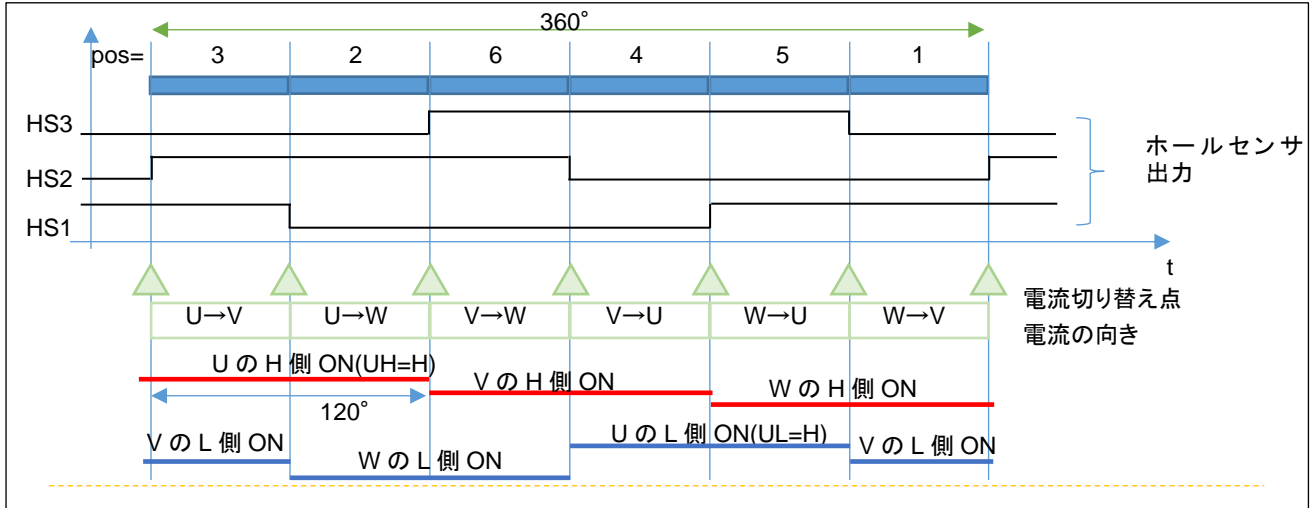 360°
pos= 3 2 6 4 5 1
HS3
HS2
HS1
ホールセンサ
出力
t
電流切り替え点
電流の向き
U→V U→W V→W V→U W→U W→V
U の H 側 ON(UH=H)
V の H 側 ON
W の H 側 ON
120°
V の L 側 ON
W の L 側 ON
U の L 側 ON(UL=H)
V の L 側 ON